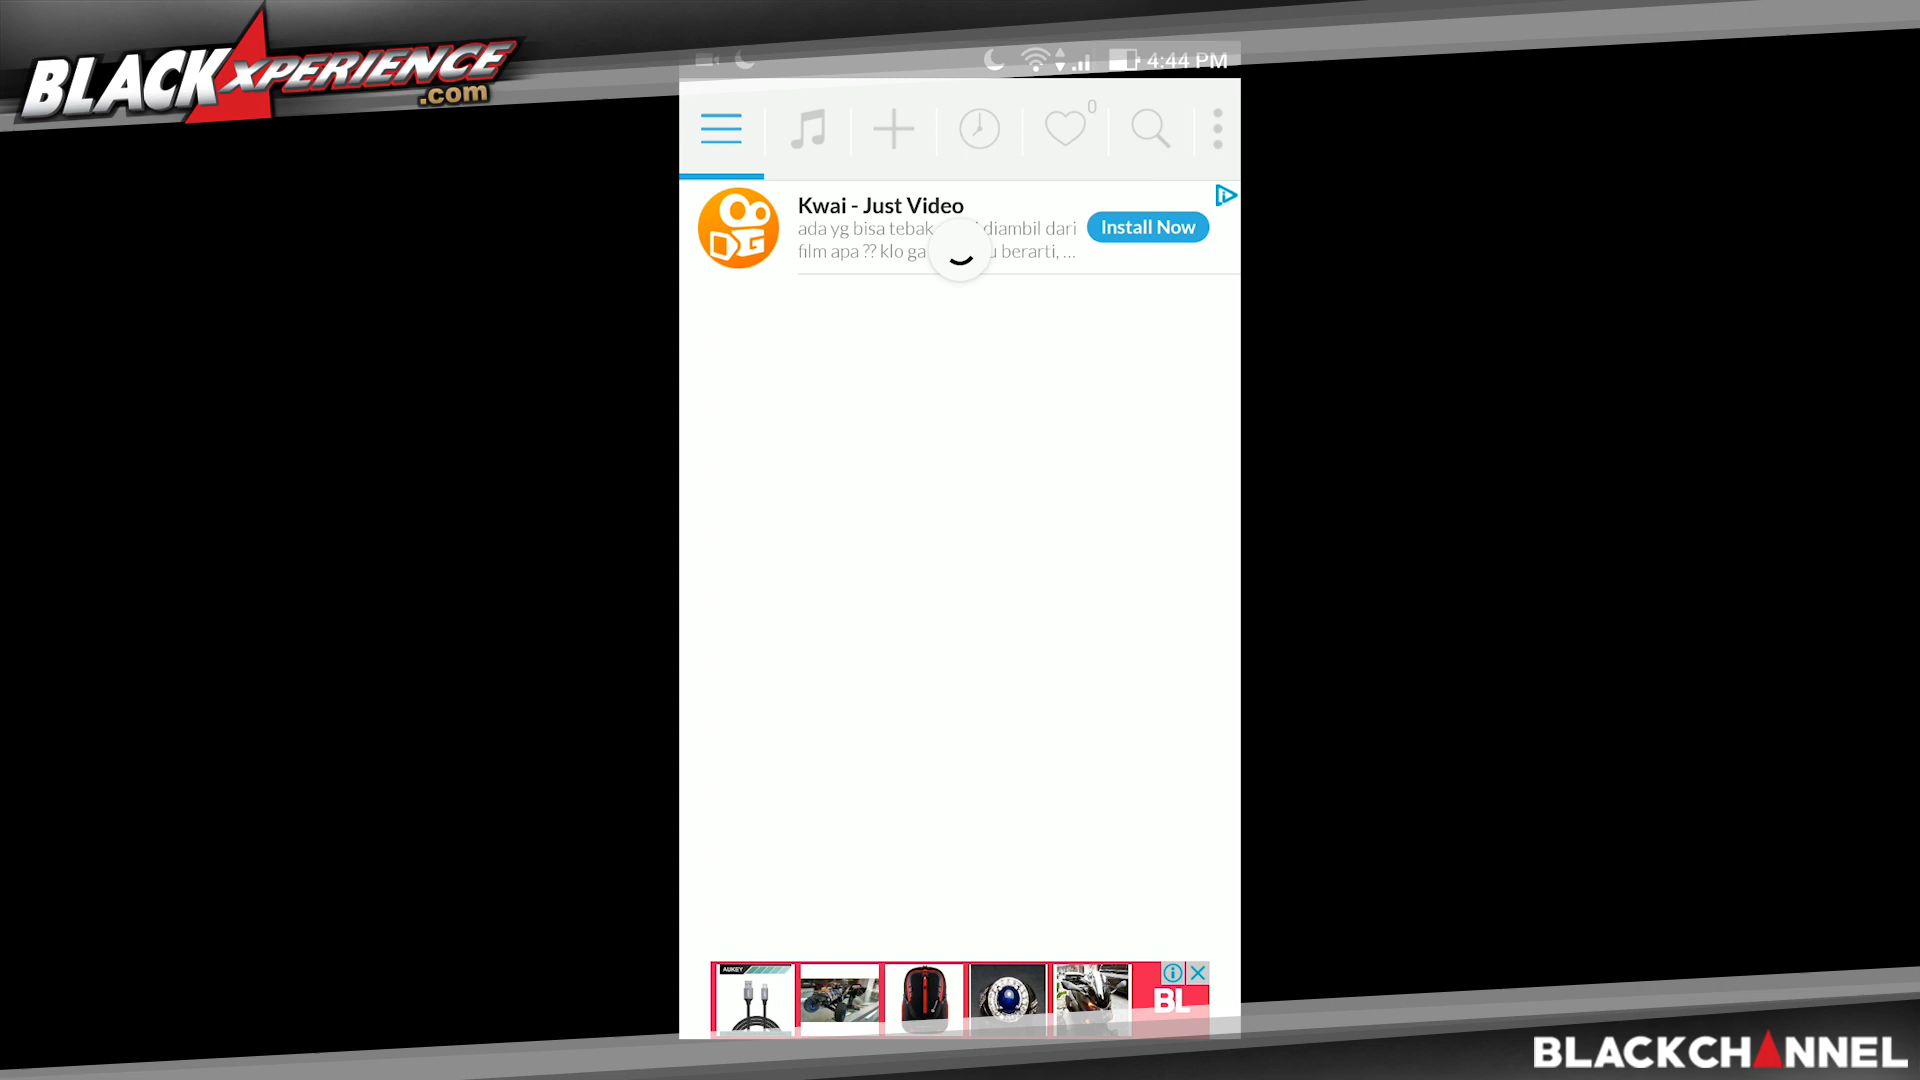 BLACKXPERIENCE
.com
4:44 PM
0
Kwai - Just Video
ada yg bisa tebak diambil dari
film apa ?? klo ga berarti, ...
Install Now
AUKEY
BL
BLACKCHANNEL